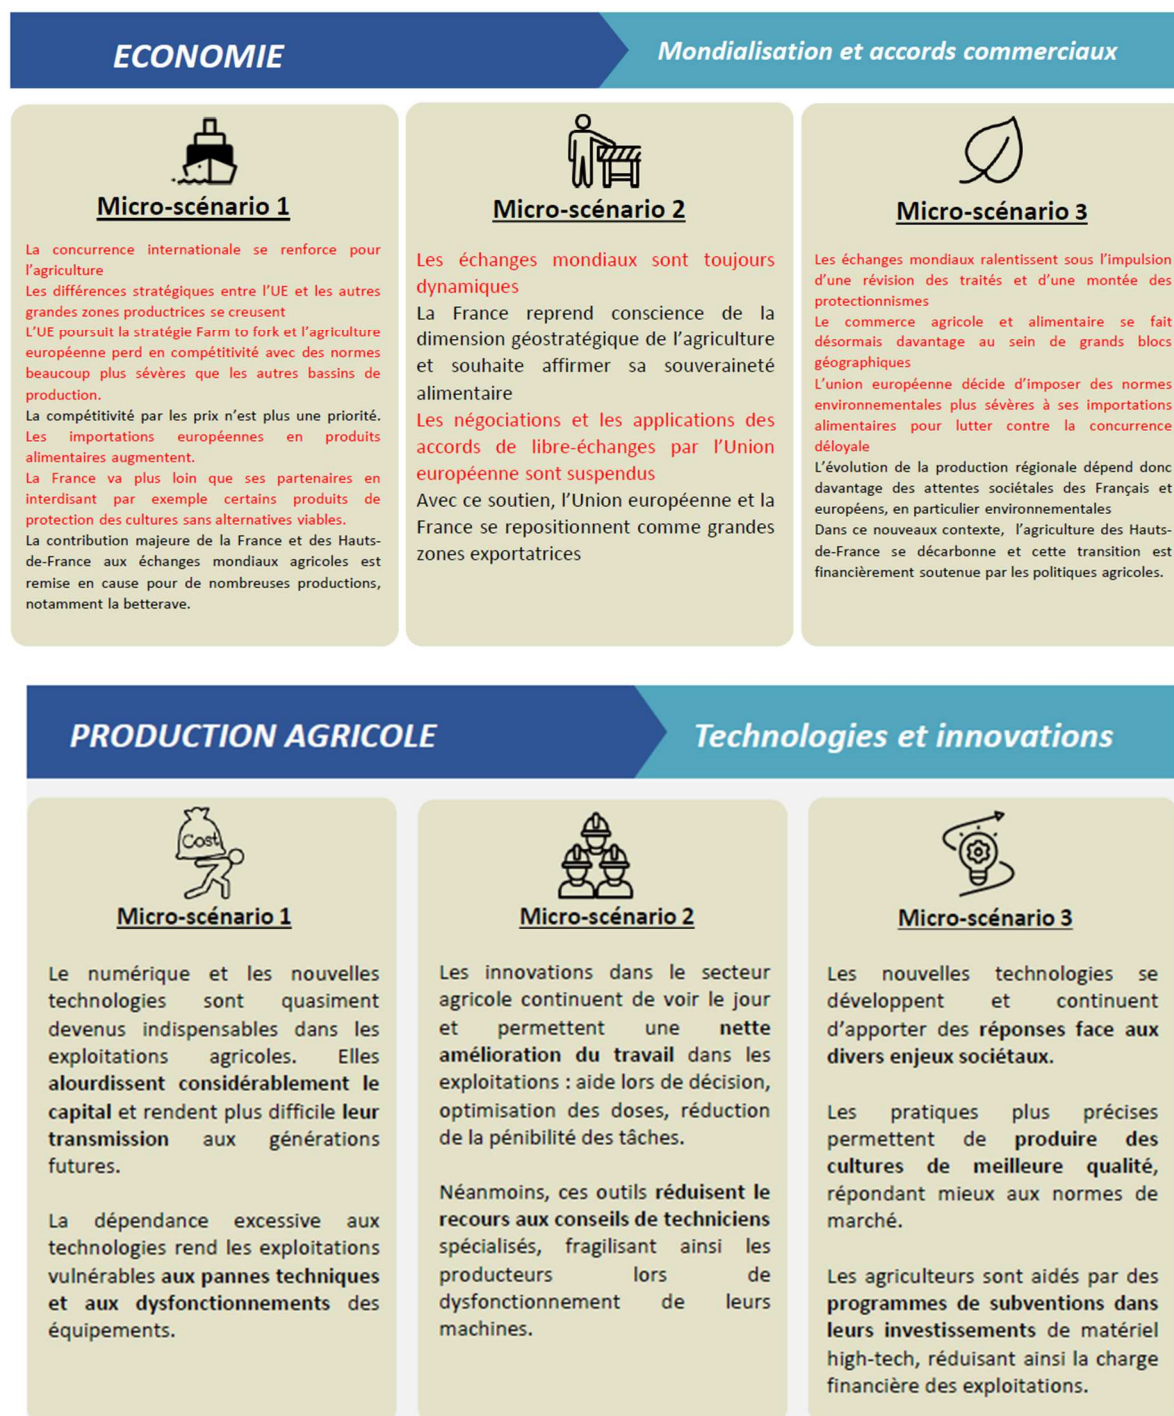 ECONOMIE
Mondialisation et accords commerciaux
Micro-scénario 1
La concurrence internationale se renforce pour
l'agriculture
Les différences stratégiques entre l'UE et les autres
grandes zones productrices se creusent
L'UE poursuit la stratégie Farm to fork et l'agriculture
européenne perd en compétitivité avec des normes
beaucoup plus sévères que les autres bassins de
production.
La compétitivité par les prix n'est plus une priorité.
Les importations européennes en produits
alimentaires augmentent.
La France va plus loin que ses partenaires en
interdisant par exemple certains produits de
protection des cultures sans alternatives viables.
La contribution majeure de la France et des Hauts-
de-France aux échanges mondiaux agricoles est
remise en cause pour de nombreuses productions,
notamment la betterave.
Micro-scénario 2
Les échanges mondiaux sont toujours
dynamiques
La France reprend conscience de la
dimension géostratégique de l'agriculture
et souhaite affirmer sa souveraineté
alimentaire
Les négociations et les applications des
accords de libre-échanges par l'Union
européenne sont suspendus
Avec ce soutien, l'Union européenne et la
France se repositionnent comme grandes
zones exportatrices
Micro-scénario 3
Les échanges mondiaux ralentissent sous l'impulsion
d'une révision des traités et d'une montée des
protectionnismes
Le commerce agricole et alimentaire se fait
désormais davantage au sein de grands blocs
géographiques
L'union européenne décide d'imposer des normes
environnementales plus sévères à ses importations
alimentaires pour lutter contre la concurrence
déloyale
L'évolution de la production régionale dépend donc
davantage des attentes sociétales des Français et
européens, en particulier environnementales
Dans ce nouveaux contexte, l'agriculture des Hauts-
de-France se décarbonne et cette transition est
financièrement soutenue par les politiques agricoles.
PRODUCTION AGRICOLE
Technologies et innovations
Cost
Micro-scénario 1
Le numérique et les nouvelles
technologies sont quasiment
devenus indispensables dans les
exploitations agricoles. Elles
alourdissent considérablement le
capital et rendent plus difficile leur
transmission aux générations
futures.
La dépendance excessive aux
technologies rend les exploitations
vulnérables aux pannes techniques
et aux dysfonctionnements des
équipements.
Micro-scénario 2
Les innovations dans le secteur
agricole continuent de voir le jour
et permettent une nette
amélioration du travail dans les
exploitations : aide lors de décision,
optimisation des doses, réduction
de la pénibilité des tâches.
Néanmoins, ces outils réduisent le
recours aux conseils de techniciens
spécialisés, fragilisant ainsi les
producteurs lors de
dysfonctionnement de leurs
machines.
Micro-scénario 3
Les nouvelles technologies se
développent et continuent
d'apporter des réponses face aux
divers enjeux sociétaux.
Les pratiques plus précises
permettent de produire des
cultures de meilleure qualité,
répondant mieux aux normes de
marché.
Les agriculteurs sont aidés par des
programmes de subventions dans
leurs investissements de matériel
high-tech, réduisant ainsi la charge
financière des exploitations.